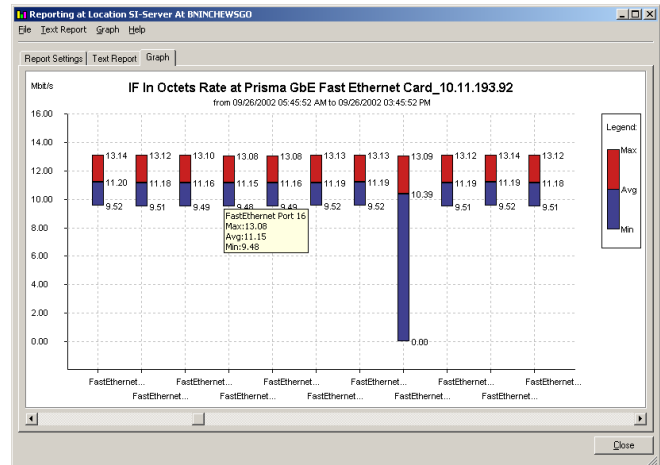 Reporting at Location SI-Server At BNINCHEWSGO
File Text Report Graph Help
Report Settings Text Report Graph
Mbit/s
IF In Octets Rate at Prisma GbE Fast Ethernet Card_10.11.193.92
from 09/26/2002 05:45:52 AM to 09/26/2002 03:45:52 PM
16.00
14.00
12.00
10.00
8.00
6.00
4.00
2.00
0.00
13.14 13.12 13.10 13.08 13.08 13.13 13.13 13.09 13.12 13.14 13.12
11.20 11.18 11.16 11.15 11.16 11.19 11.19 10.39 11.19 11.19 11.18
9.52 9.51 9.49 9.48 9.49 9.52 9.52 0.00 9.51 9.52 9.51
FastEthernet Port 16
Max:13.08
Avg:11.15
Min:9.48
Legend:
Max
Avg
Min
FastEthernet... FastEthernet... FastEthernet... FastEthernet... FastEthernet... FastEthernet...
FastEthernet... FastEthernet... FastEthernet... FastEthernet... FastEthernet...
Close